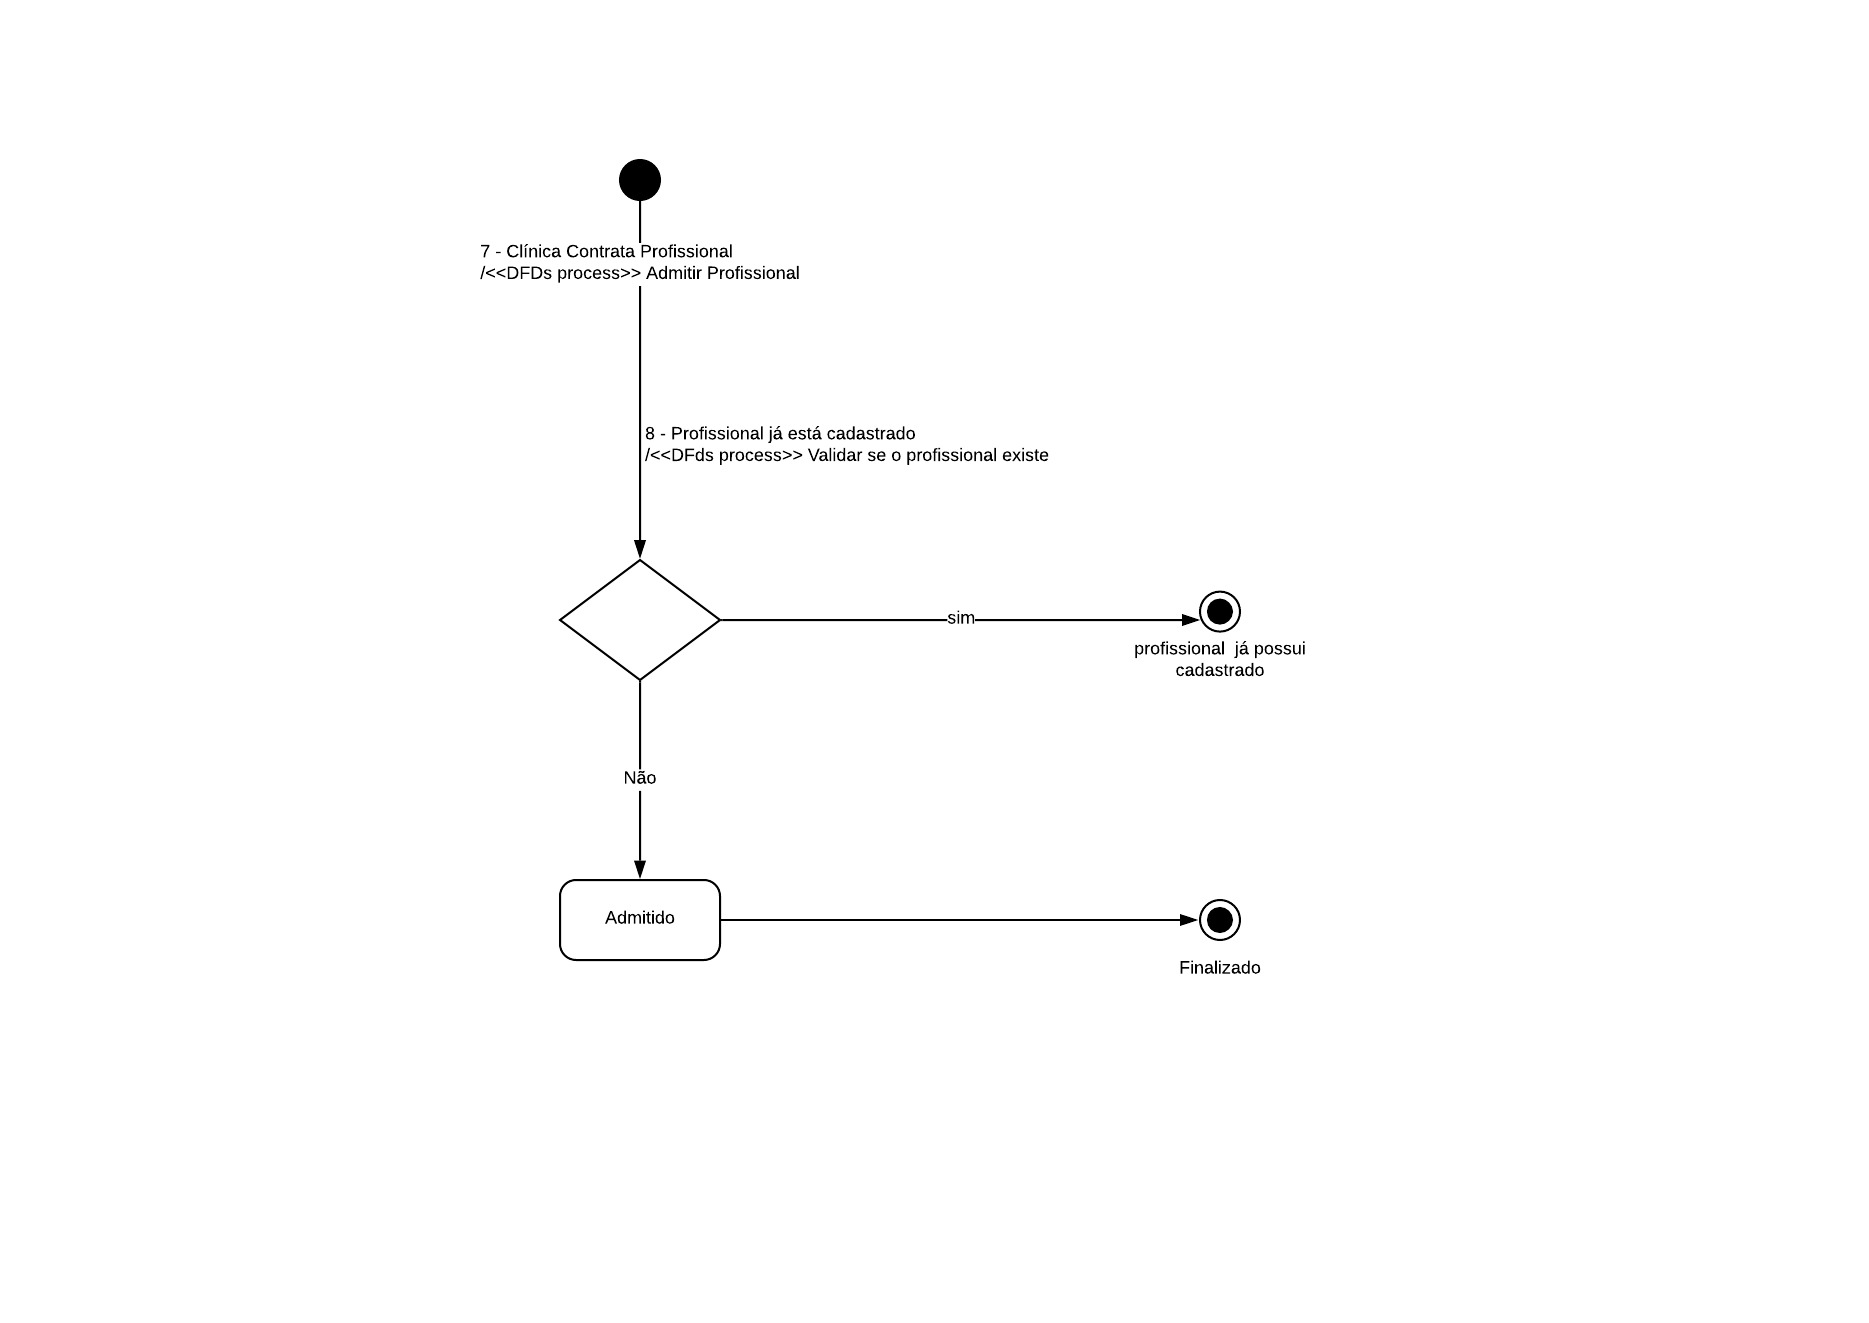 7 - Clínica Contrata Profissional
/<<DFDs process>> Admitir Profissional
8 - Profissional já está cadastrado
/<<DFds process>> Validar se o profissional existe
sim
profissional  já possui
cadastrado
Não
Admitido
Finalizado